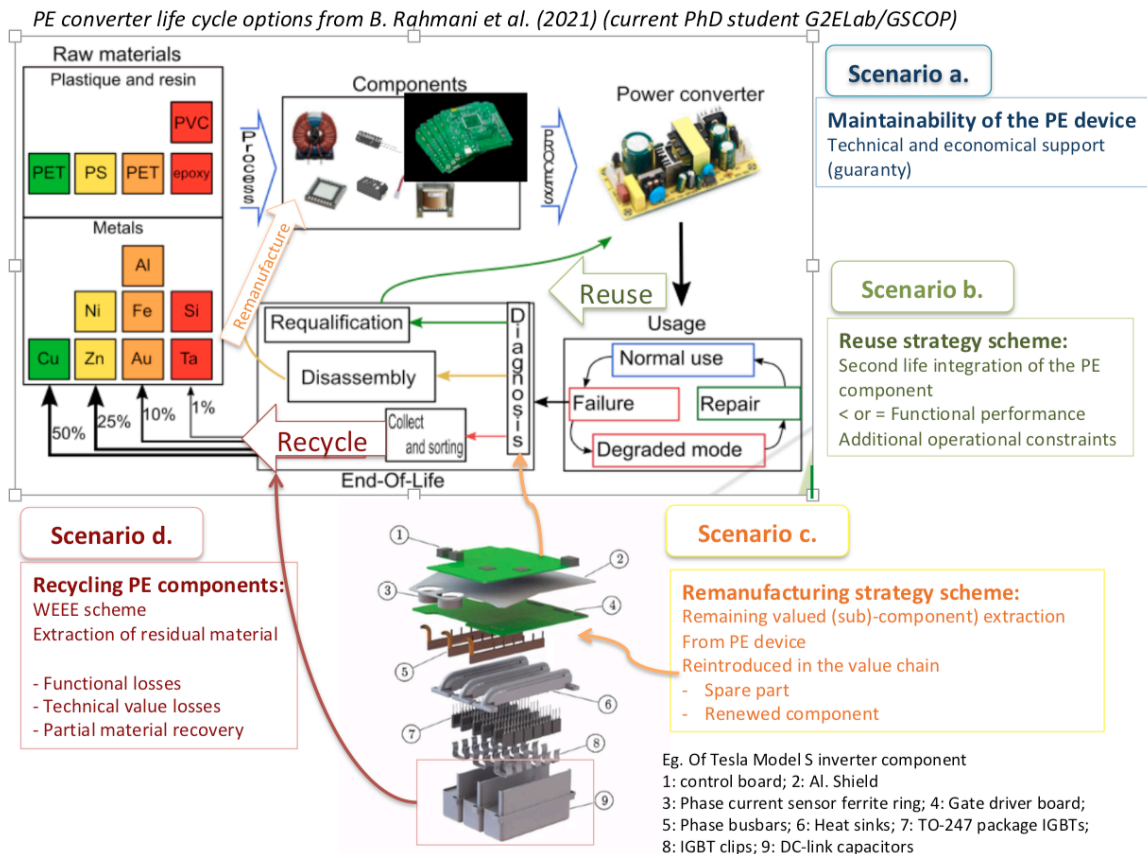 PE converter life cycle options from B. Rahmani et al. (2021) (current PhD student G2ELab/GSCOP)
Raw materials
Plastique and resin
PVC
PET
PS
PET
epoxy
Metals
Al
Ni
Fe
Si
Cu
Zn
Au
Ta
50%
25%
10%
1%
Process
Components
PROCESS
Power converter
Remanufacture
Reuse
Requalification
Disassembly
Diagnosis
Recycle
Collect
and sorting
End-Of-Life
Usage
Normal use
Failure
Repair
Degraded mode
Scenario a.
Maintainability of the PE device
Technical and economical support
(guaranty)
Scenario b.
Reuse strategy scheme:
Second life integration of the PE
component
< or = Functional performance
Additional operational constraints
Scenario d.
Recycling PE components:
WEEE scheme
Extraction of residual material
- Functional losses
- Technical value losses
- Partial material recovery
1
2
3
4
5
6
7
8
9
Scenario c.
Remanufacturing strategy scheme:
Remaining valued (sub)-component) extraction
From PE device
Reintroduced in the value chain
- Spare part
- Renewed component
Eg. Of Tesla Model S inverter component
1: control board; 2: Al. Shield
3: Phase current sensor ferrite ring; 4: Gate driver board;
5: Phase busbars; 6: Heat sinks; 7: TO-247 package IGBTs;
8: IGBT clips; 9: DC-link capacitors